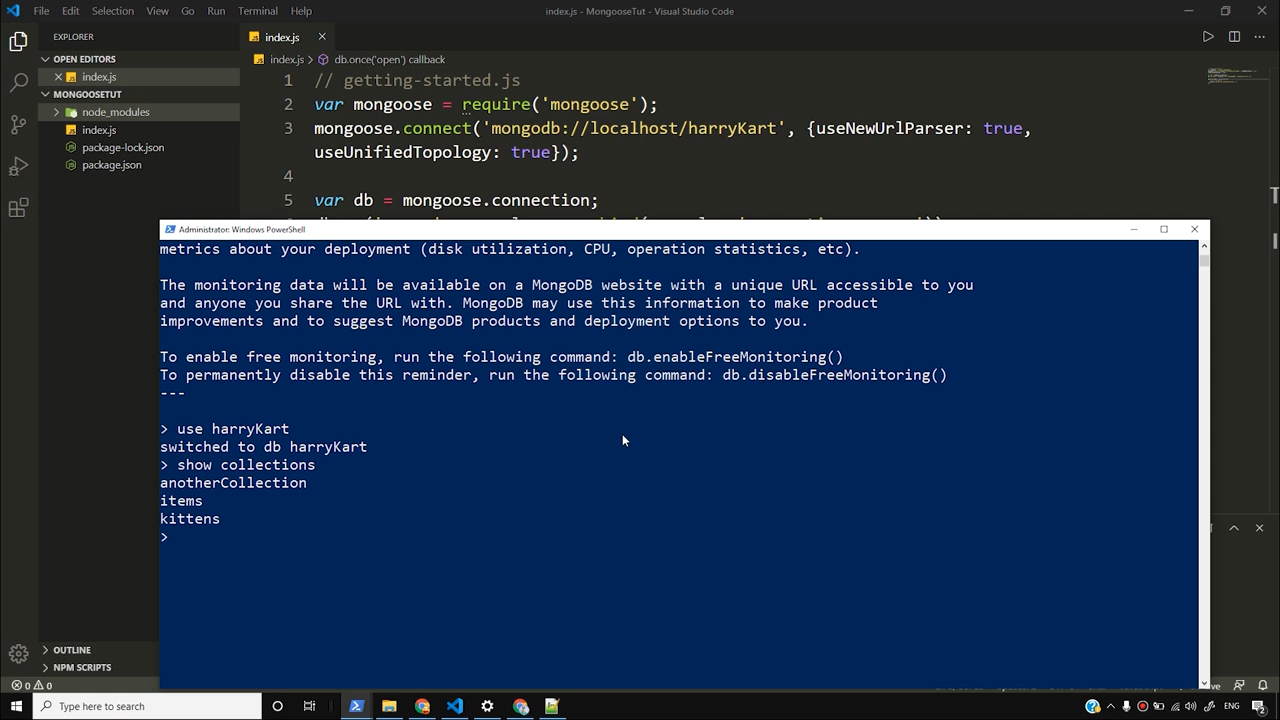 File Edit Selection View Go Run Terminal Help
index.js - MongooseTut - Visual Studio Code
EXPLORER
OPEN EDITORS
index.js
MONGOOSETUT
node_modules
index.js
package-lock.json
package.json
OUTLINE
NPM SCRIPTS
index.js
index.js > db.once('open') callback
1 // getting-started.js
2 var mongoose = require('mongoose');
3 mongoose.connect('mongodb://localhost/harryKart', {useNewUrlParser: true,
useUnifiedTopology: true});
4
5 var db = mongoose.connection;
Administrator: Windows PowerShell
metrics about your deployment (disk utilization, CPU, operation statistics, etc).
The monitoring data will be available on a MongoDB website with a unique URL accessible to you
and anyone you share the URL with. MongoDB may use this information to make product
improvements and to suggest MongoDB products and deployment options to you.
To enable free monitoring, run the following command: db.enableFreeMonitoring()
To permanently disable this reminder, run the following command: db.disableFreeMonitoring()
---
> use harryKart
switched to db harryKart
> show collections
anotherCollection
items
kittens
>
0 0
Type here to search
ENG
2